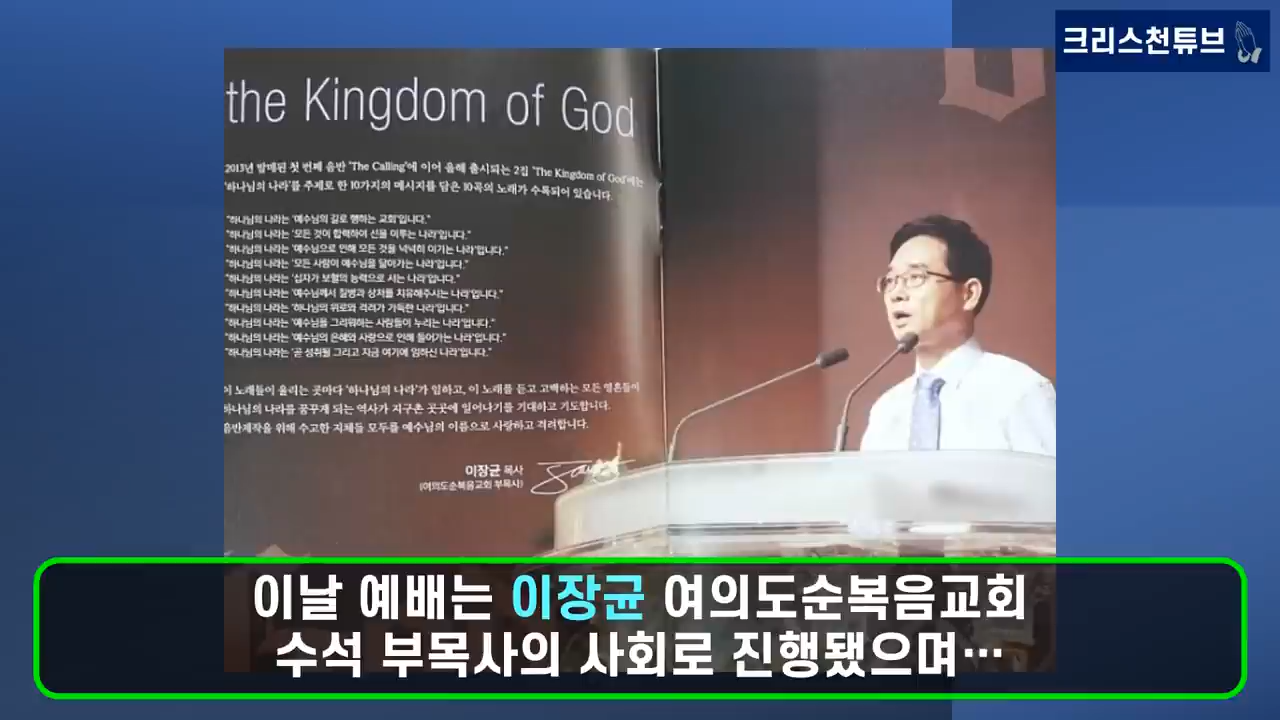 크리스천튜브
the Kingdom of God
2013년 발매된 첫 번째 음반 'The Calling'에 이어 올해 출시되는 2집 'The Kingdom of God'에는
'하나님의 나라'를 주제로 한 10가지의 메시지를 담은 10곡의 노래가 수록되어 있습니다.
"하나님의 나라는 '예수님의 길로 행하는 교회'입니다."
"하나님의 나라는 '모든 것이 합력하여 선을 이루는 나라'입니다."
"하나님의 나라는 '예수님으로 인해 모든 것을 넉넉히 이기는 나라'입니다."
"하나님의 나라는 '모든 사람이 예수님을 닮아가는 나라'입니다."
"하나님의 나라는 '십자가 보혈의 능력으로 사는 나라'입니다."
"하나님의 나라는 '예수님께서 질병과 상처를 치유해주시는 나라'입니다."
"하나님의 나라는 '하나님의 위로와 격려가 가득한 나라'입니다."
"하나님의 나라는 '예수님을 그리워하는 사람들이 누리는 나라'입니다."
"하나님의 나라는 '예수님의 은혜와 사랑으로 인해 들어가는 나라'입니다."
"하나님의 나라는 '곧 성취될 그리고 지금 여기에 임하신 나라'입니다."
이 노래들이 울리는 곳마다 '하나님의 나라'가 임하고, 이 노래를 듣고 고백하는 모든 영혼들이
하나님의 나라를 꿈꾸게 되는 역사가 지구촌 곳곳에 일어나기를 기대하고 기도합니다.
음반제작을 위해 수고한 지체들 모두를 예수님의 이름으로 사랑하고 격려합니다.
이장균 목사
(여의도순복음교회 부목사)
이날 예배는 이장균 여의도순복음교회
수석 부목사의 사회로 진행됐으며…